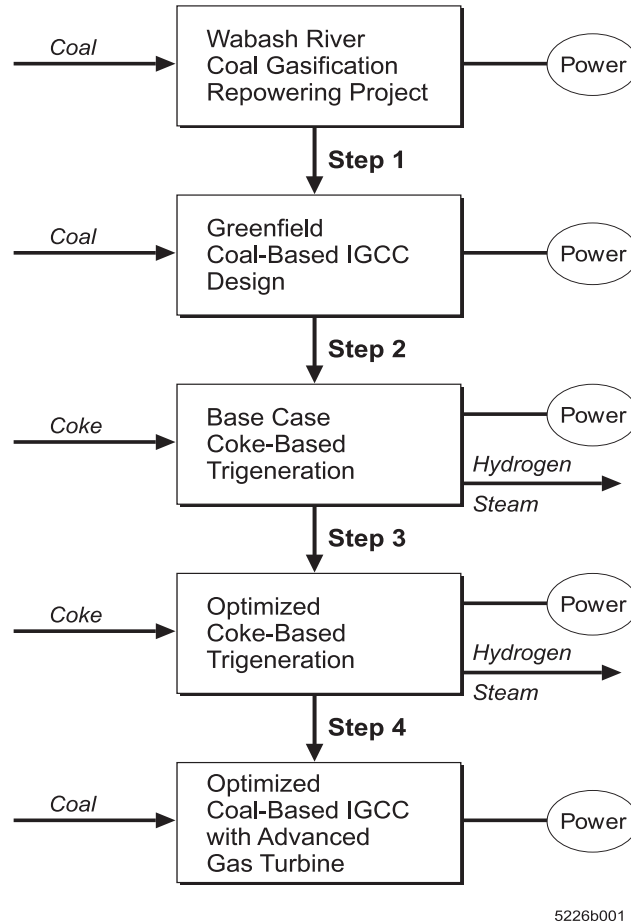 Coal
Wabash River
Coal Gasification
Repowering Project
Power
Step 1
Coal
Greenfield
Coal-Based IGCC
Design
Power
Step 2
Coke
Base Case
Coke-Based
Trigeneration
Power
Hydrogen
Steam
Step 3
Coke
Optimized
Coke-Based
Trigeneration
Power
Hydrogen
Steam
Step 4
Coal
Optimized
Coal-Based IGCC
with Advanced
Gas Turbine
Power
5226b001